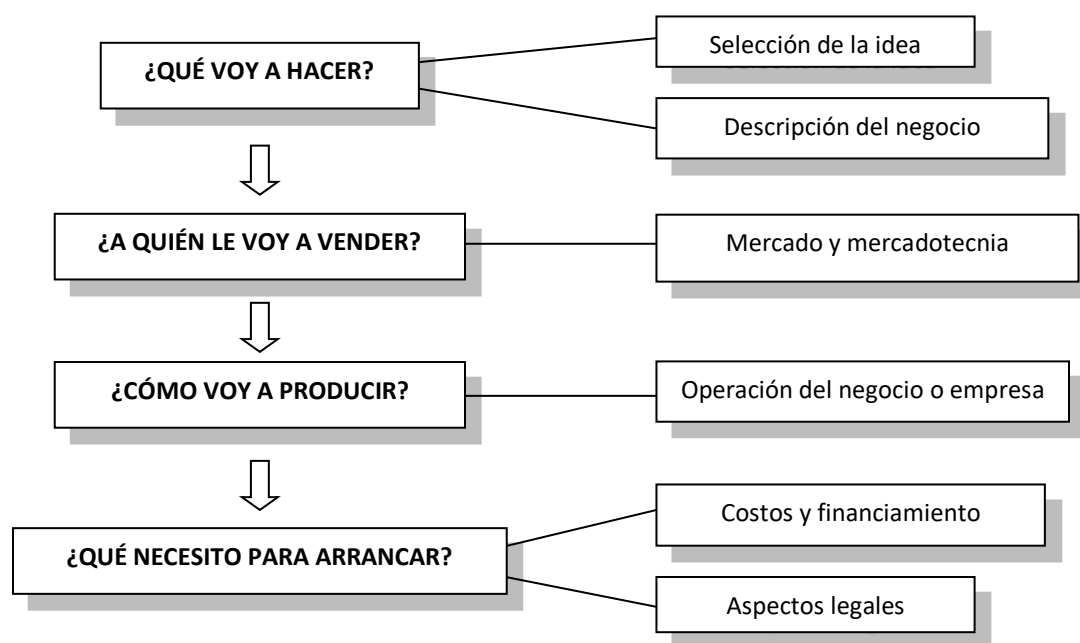 ¿QUÉ VOY A HACER?
Selección de la idea
Descripción del negocio
¿A QUIÉN LE VOY A VENDER?
Mercado y mercadotecnia
¿CÓMO VOY A PRODUCIR?
Operación del negocio o empresa
¿QUÉ NECESITO PARA ARRANCAR?
Costos y financiamiento
Aspectos legales